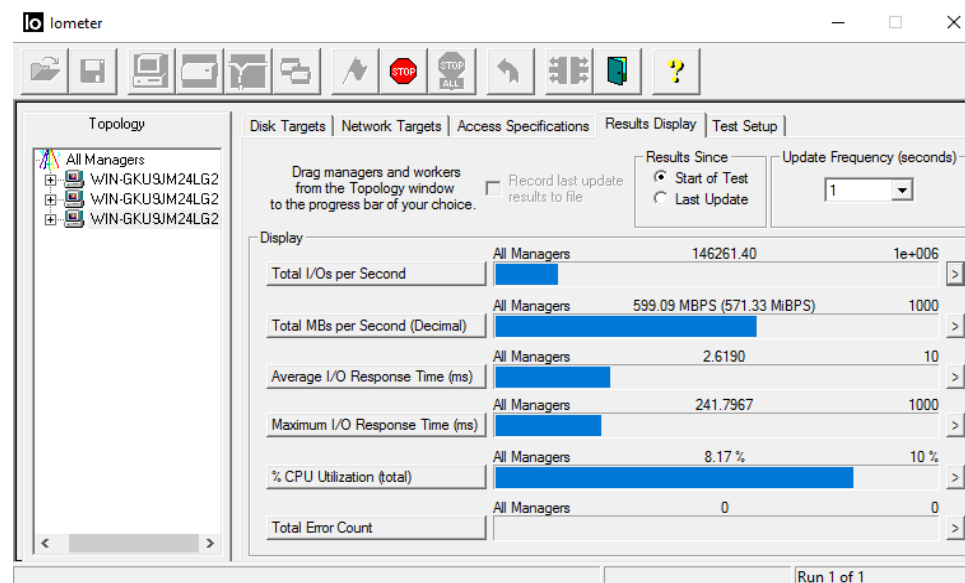 Io Iometer
STOP STOP ALL ?
Topology
All Managers
WIN-GKU9JM24LG2
WIN-GKU9JM24LG2
WIN-GKU9JM24LG2
Disk Targets Network Targets Access Specifications Results Display Test Setup
Drag managers and workers
from the Topology window
to the progress bar of your choice.
Record last update
results to file
Results Since
Start of Test
Last Update
Update Frequency (seconds)
1
Display
All Managers 146261.40 1e+006
Total I/Os per Second >
All Managers 599.09 MBPS (571.33 MiBPS) 1000
Total MBs per Second (Decimal) >
All Managers 2.6190 10
Average I/O Response Time (ms) >
All Managers 241.7967 1000
Maximum I/O Response Time (ms) >
All Managers 8.17 % 10 %
% CPU Utilization (total) >
All Managers 0 0
Total Error Count >
Run 1 of 1